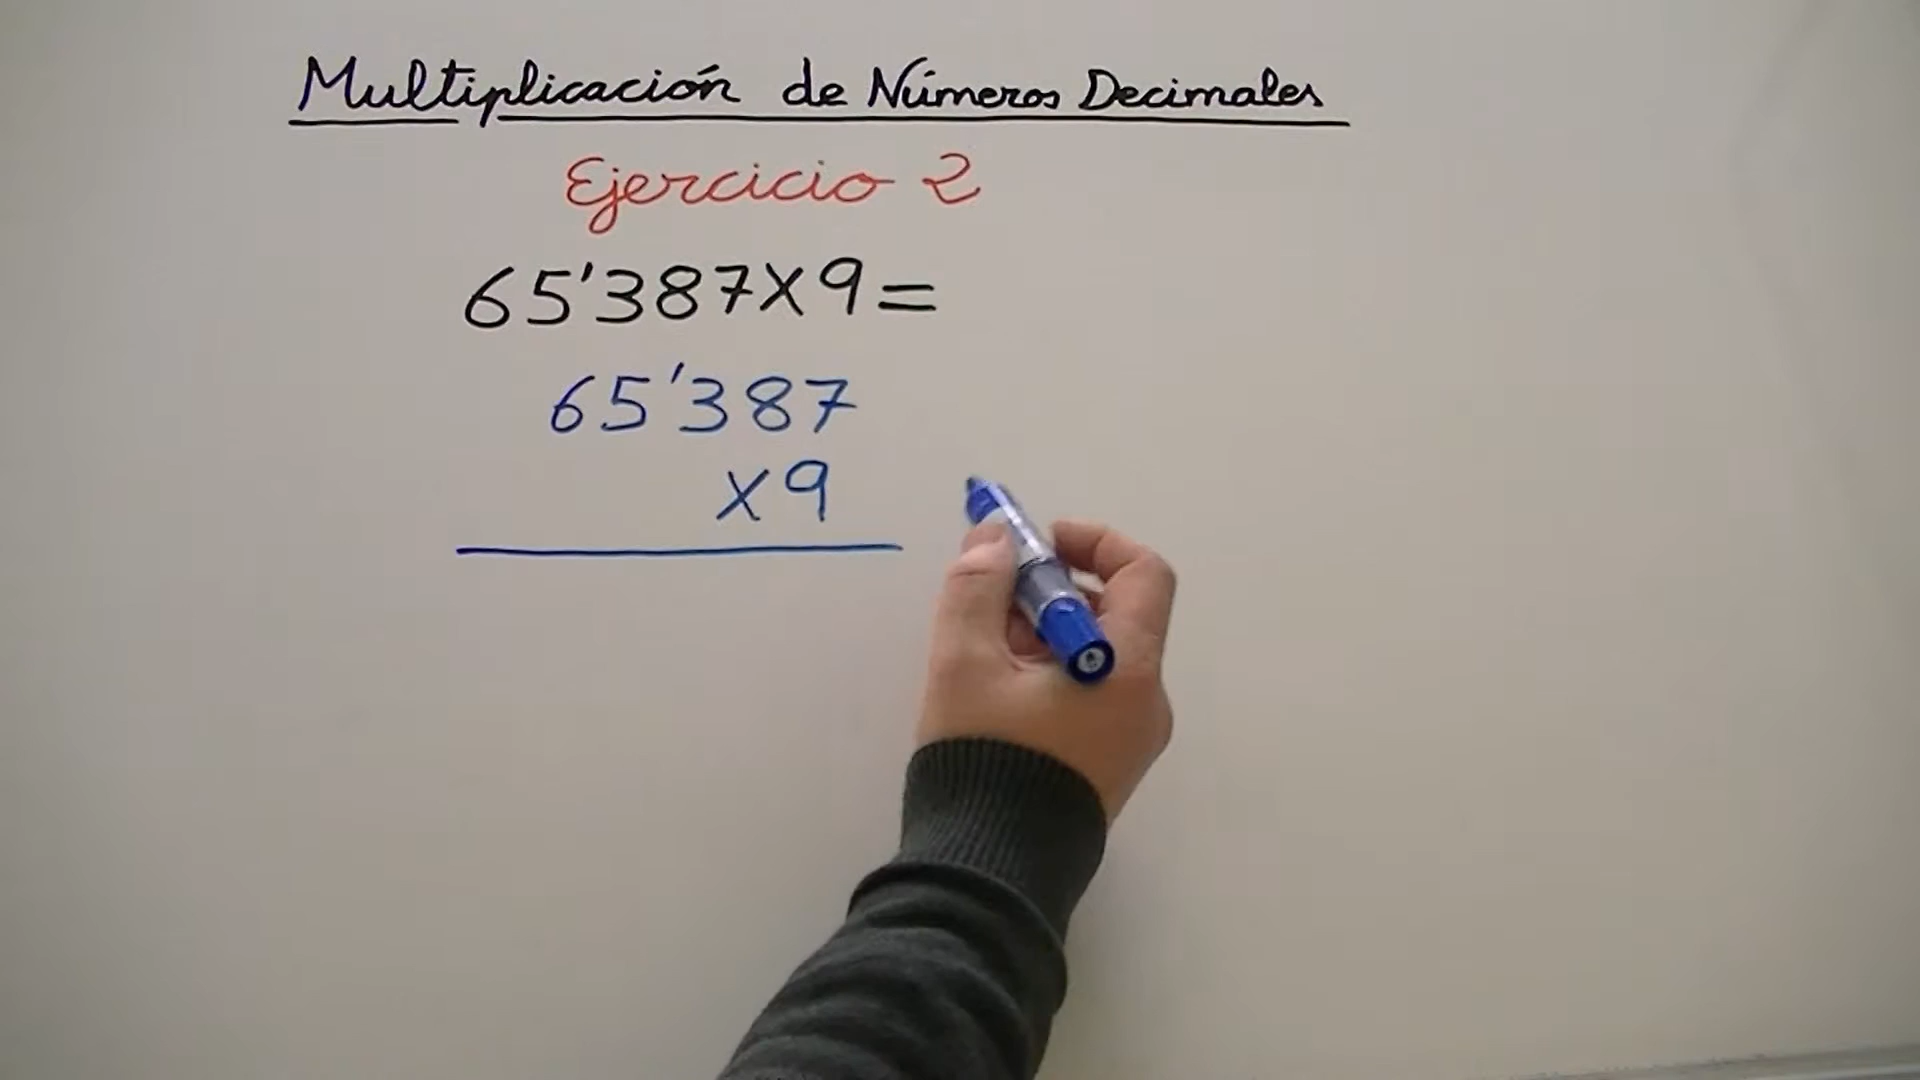 Multiplicación de Números Decimales
Ejercicio 2
65'387x9=
65'387
x9